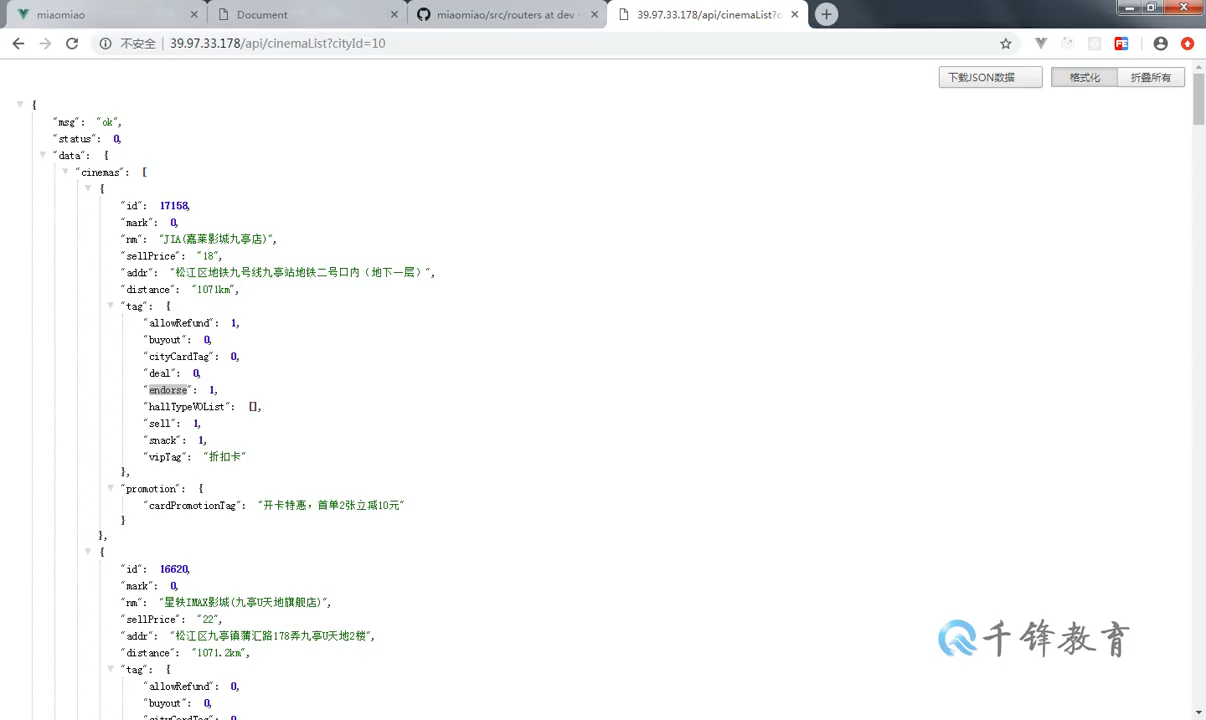 miaomiao
Document
miaomiao/src/routers at dev
39.97.33.178/api/cinemaList?c
不安全 39.97.33.178/api/cinemaList?cityId=10
下载JSON数据 格式化 折叠所有
{
"msg": "ok",
"status": 0,
"data": {
"cinemas": [
{
"id": 17158,
"mark": 0,
"nm": "JIA(嘉莱影城九亭店)",
"sellPrice": "18",
"addr": "松江区地铁九号线九亭站地铁二号口内（地下一层）",
"distance": "1071km",
"tag": {
"allowRefund": 1,
"buyout": 0,
"cityCardTag": 0,
"deal": 0,
"endorse": 1,
"hallTypeVOList": [],
"sell": 1,
"snack": 1,
"vipTag": "折扣卡"
},
"promotion": {
"cardPromotionTag": "开卡特惠，首单2张立减10元"
}
},
{
"id": 16620,
"mark": 0,
"nm": "星轶IMAX影城(九亭U天地旗舰店)",
"sellPrice": "22",
"addr": "松江区九亭镇蒲汇路178弄九亭U天地2楼",
"distance": "1071.2km",
"tag": {
"allowRefund": 0,
"buyout": 0,
"cityCardTag": 0
千锋教育